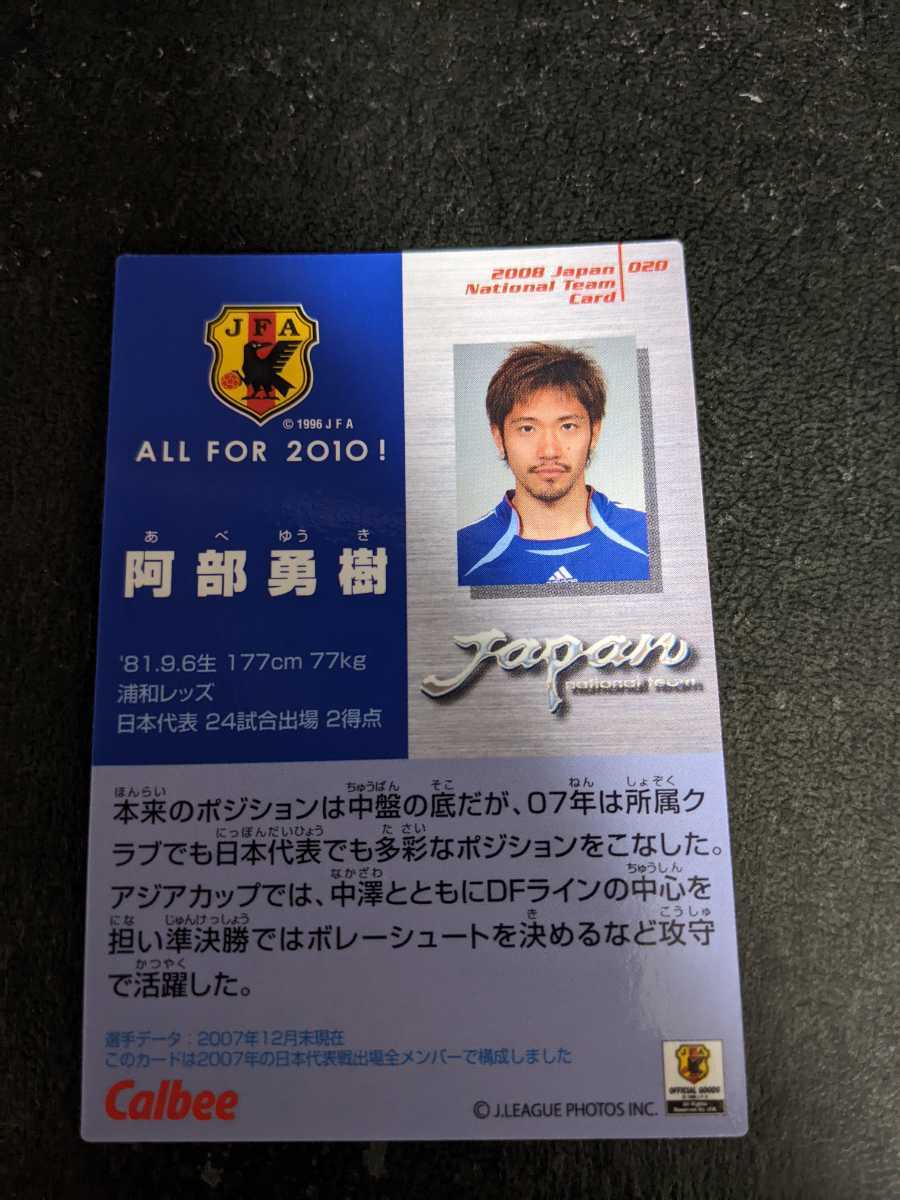 2008 Japan 020
National Team
Card
JFA
© 1996 J F A
ALL FOR 2010!
あ べ ゆう き
阿部勇樹
'81.9.6生 177cm 77kg
浦和レッズ
日本代表 24試合出場 2得点
Japan
national team
ほんらい ちゅうばん そこ ねん しょぞく
本来のポジションは中盤の底だが、07年は所属ク
にっぽんだいひょう た さい
ラブでも日本代表でも多彩なポジションをこなした。
なかざわ ちゅうしん
アジアカップでは、中澤とともにDFラインの中心を
にな じゅんけっしょう き こうしゅ
担い準決勝ではボレーシュートを決めるなど攻守
かつやく
で活躍した。
選手データ：2007年12月末現在
このカードは2007年の日本代表戦出場全メンバーで構成しました
Calbee
© J.LEAGUE PHOTOS INC.
JFA
OFFICIAL GOODS